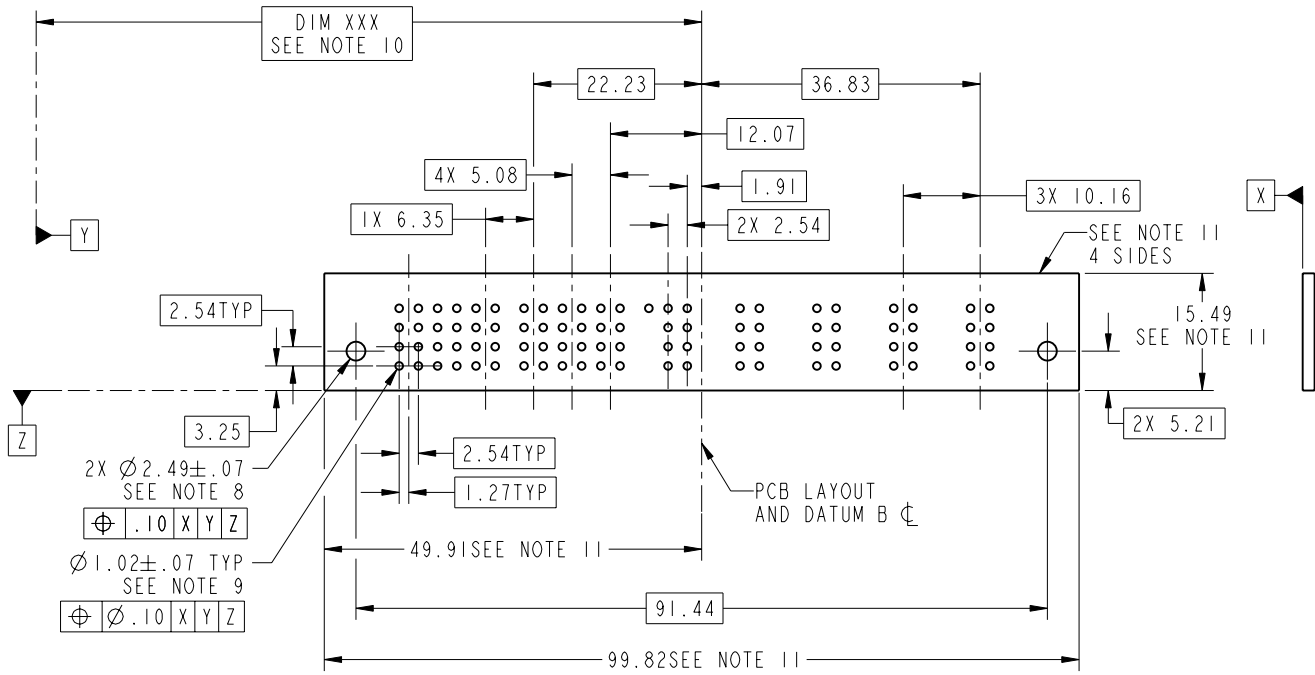 DIM XXX
SEE NOTE 10
22.23
36.83
12.07
4X 5.08
1.91
3X 10.16
X
1X 6.35
2X 2.54
Y
SEE NOTE 11
4 SIDES
2.54TYP
15.49
SEE NOTE 11
Z
3.25
2X 5.21
2.54TYP
2X Ø2.49±.07
SEE NOTE 8
1.27TYP
PCB LAYOUT
AND DATUM B ℄
⌖ .10 X Y Z
49.91SEE NOTE 11
Ø1.02±.07 TYP
SEE NOTE 9
⌖ Ø.10 X Y Z
91.44
99.82SEE NOTE 11